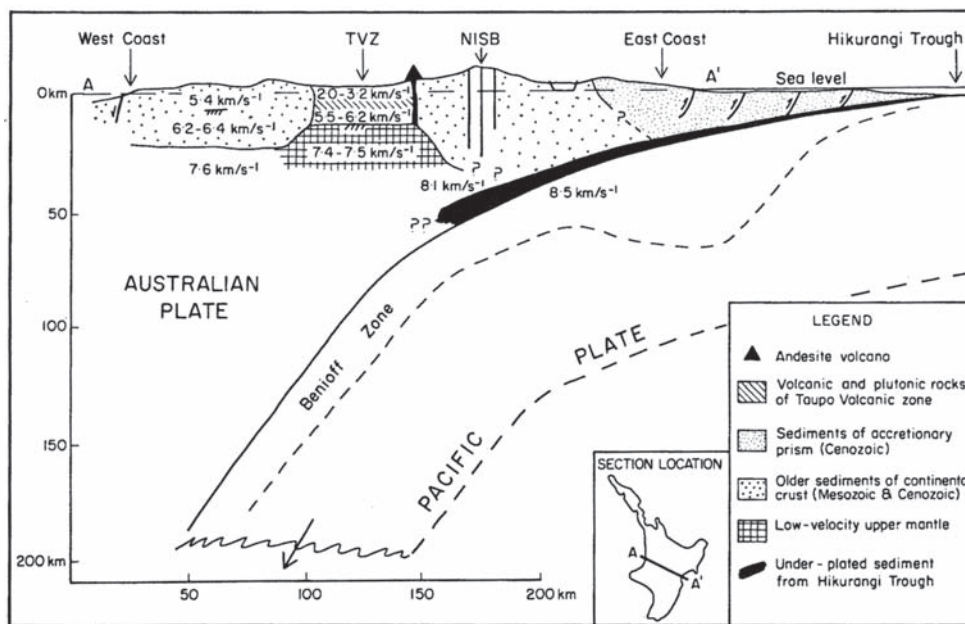 West Coast TVZ NISB East Coast Hikurangi Trough
A A'
Sea level
0km
5·4 km/s⁻¹
2·0-3·2 km/s⁻¹
5·5-6·2 km/s⁻¹
6·2-6·4 km/s⁻¹
7·4-7·5 km/s⁻¹
7·6 km/s⁻¹
?
? ?
8·1 km/s⁻¹
8·5 km/s⁻¹
50
??
AUSTRALIAN
PLATE
100
Benioff Zone
PACIFIC PLATE
150
200 km
50 100 150 200 km
SECTION LOCATION
A
A'
LEGEND
Andesite volcano
Volcanic and plutonic rocks
of Taupo Volcanic zone
Sediments of accretionary
prism (Cenozoic)
Older sediments of continenta
crust (Mesozoic & Cenozoic)
Low-velocity upper mantle
Under-plated sediment
from Hikurangi Trough